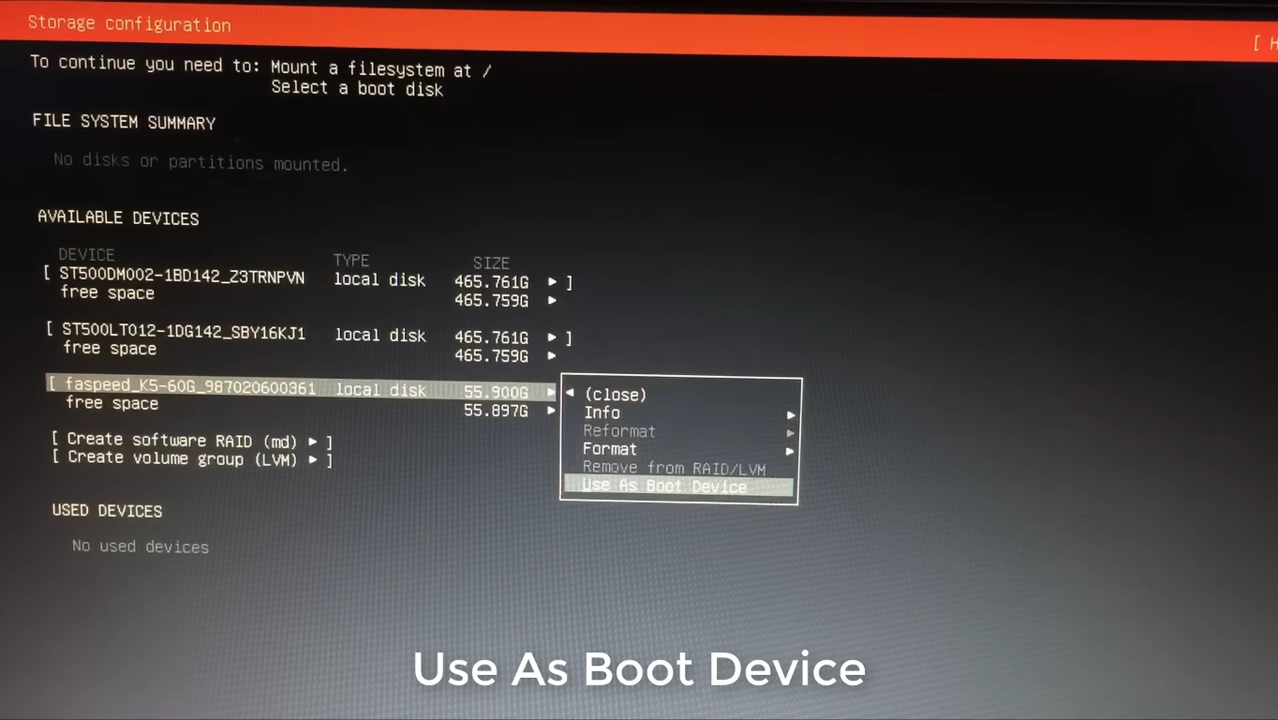 Storage configuration
[ H
To continue you need to: Mount a filesystem at /
Select a boot disk
FILE SYSTEM SUMMARY
No disks or partitions mounted.
AVAILABLE DEVICES
DEVICE TYPE SIZE
[ ST500DM002-1BD142_Z3TRNPVN local disk 465.761G ► ]
free space 465.759G ►
[ ST500LT012-1DG142_SBY16KJ1 local disk 465.761G ► ]
free space 465.759G ►
[ faspeed_K5-60G_987020600361 local disk 55.900G ►
free space 55.897G ►
◄ (close)
Info ►
Reformat ►
Format ►
Remove from RAID/LVM
Use As Boot Device
[ Create software RAID (md) ► ]
[ Create volume group (LVM) ► ]
USED DEVICES
No used devices
Use As Boot Device